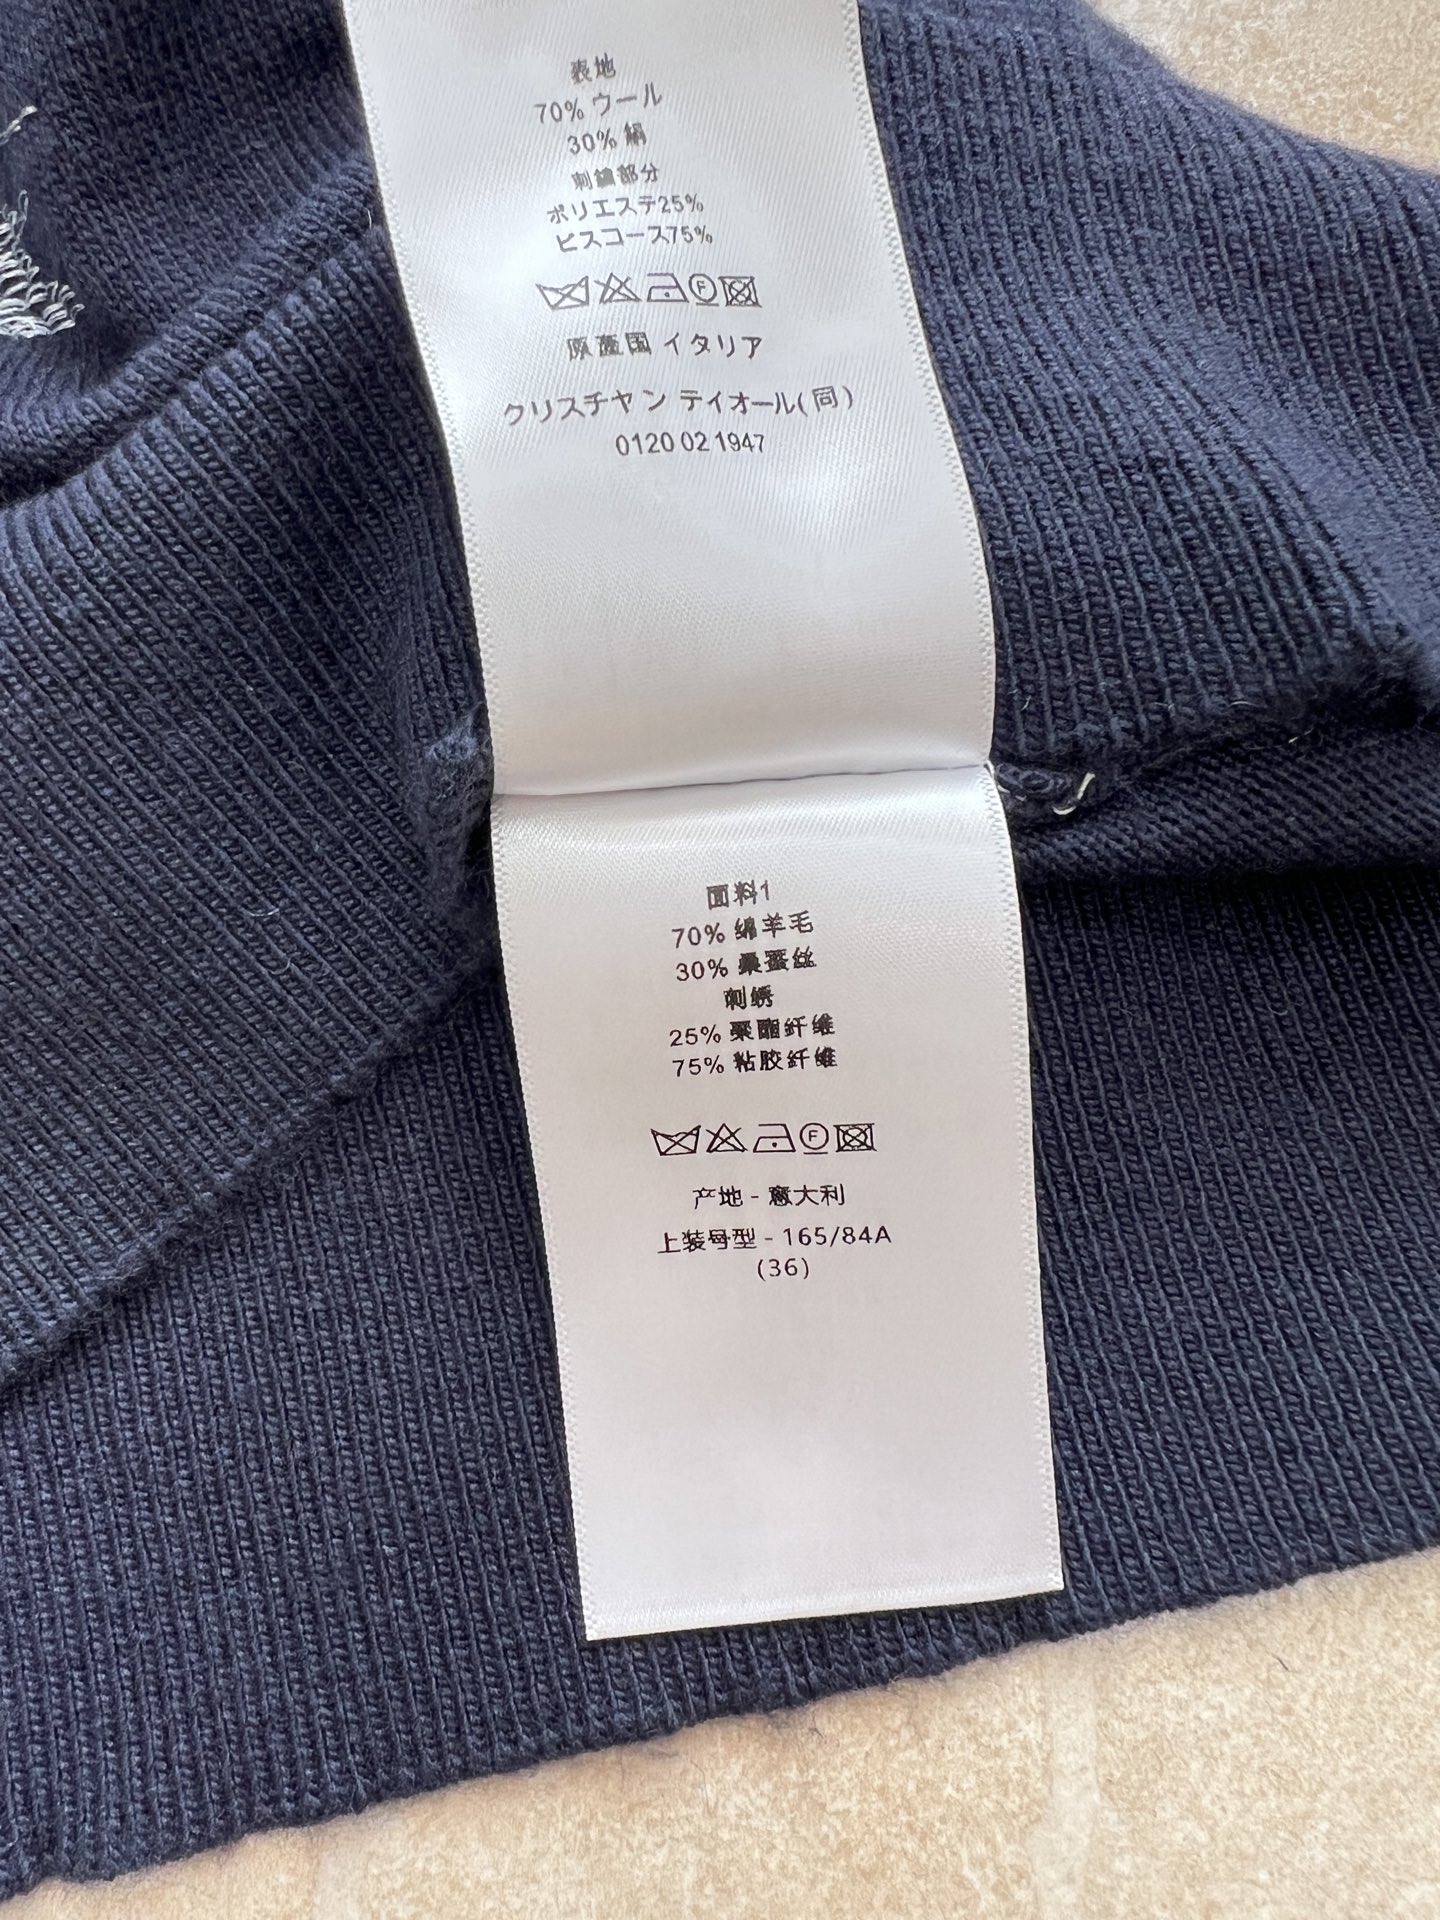 表地
70% ウール
30% 絹
刺繍部分
ポリエステ25%
ビスコース75%
F
原産国 イタリア
クリスチャン ティオール(同)
0120 02 1947
面料1
70% 绵羊毛
30% 桑蚕丝
刺绣
25% 聚酯纤维
75% 粘胶纤维
F
产地 - 意大利
上装号型 - 165/84A
(36)